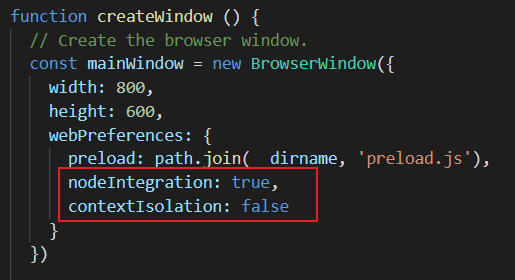 function createWindow () {
// Create the browser window.
const mainWindow = new BrowserWindow({
width: 800,
height: 600,
webPreferences: {
preload: path.join(__dirname, 'preload.js'),
nodeIntegration: true,
contextIsolation: false
}
})